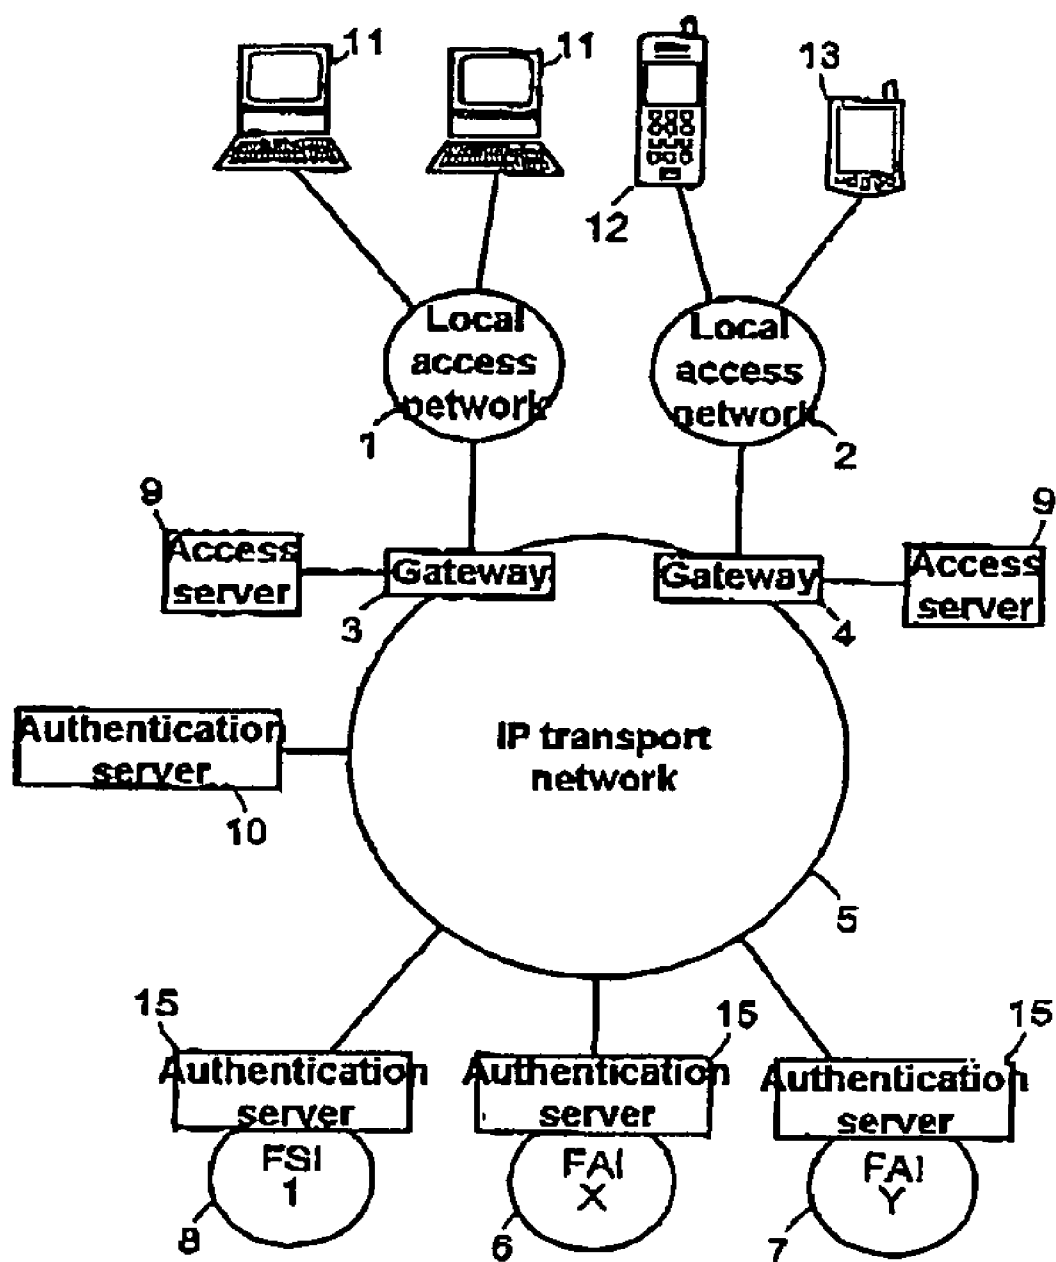 11
11
13
12
Local
access
network
1
Local
access
network
2
9
Access
server
Gateway
3
Gateway
4
9
Access
server
Authentication
server
10
IP transport
network
5
15
Authentication
server
FSI
1
8
15
Authentication
server
FAI
X
6
15
Authentication
server
FAI
Y
7